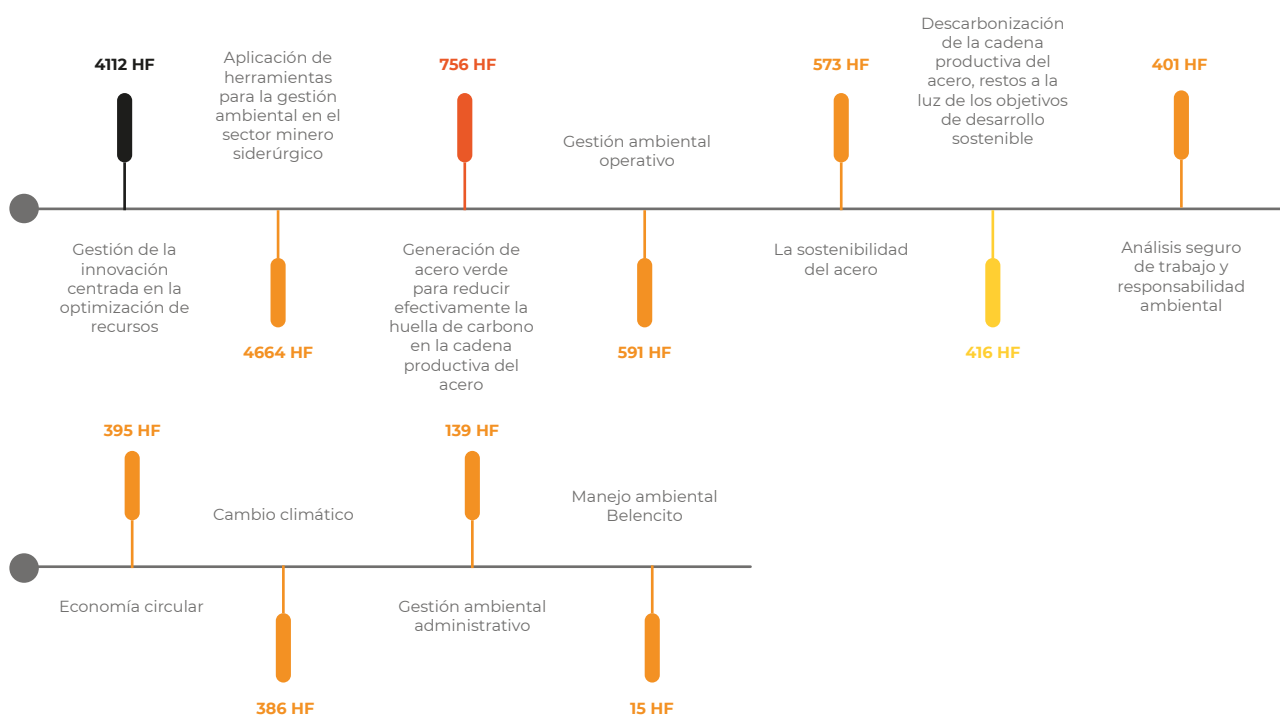 4112 HF
Gestión de la
innovación
centrada en la
optimización de
recursos
Aplicación de
herramientas
para la gestión
ambiental en el
sector minero
siderúrgico
4664 HF
756 HF
Generación de
acero verde
para reducir
efectivamente la
huella de carbono
en la cadena
productiva del
acero
Gestión ambiental
operativo
591 HF
573 HF
La sostenibilidad
del acero
Descarbonización
de la cadena
productiva del
acero, restos a la
luz de los objetivos
de desarrollo
sostenible
416 HF
401 HF
Análisis seguro
de trabajo y
responsabilidad
ambiental
395 HF
Economía circular
Cambio climático
386 HF
139 HF
Gestión ambiental
administrativo
Manejo ambiental
Belencito
15 HF